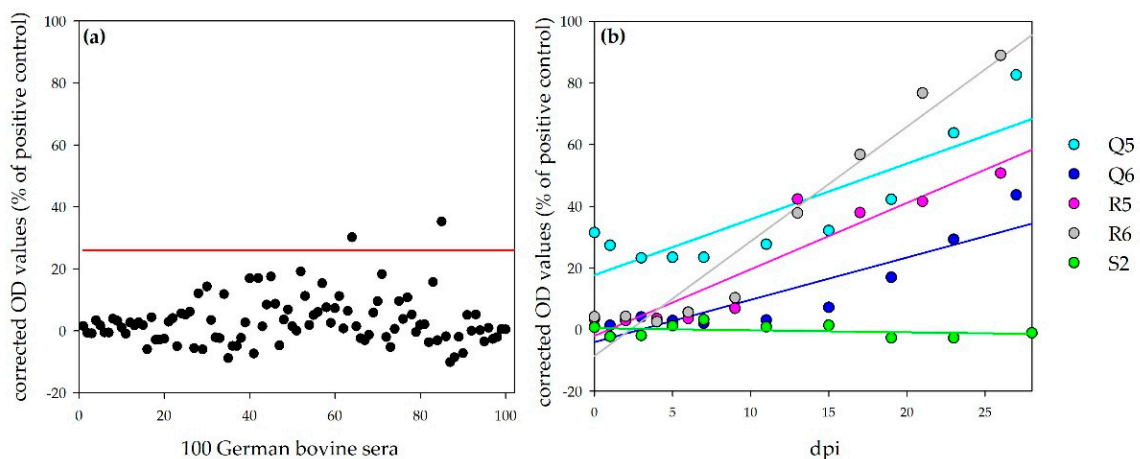 (a)
corrected OD values (% of positive control)
100
80
60
40
20
0
-20
0
20
40
60
80
100
100 German bovine sera
(b)
corrected OD values (% of positive control)
100
80
60
40
20
0
-20
0
5
10
15
20
25
dpi
Q5
Q6
R5
R6
S2